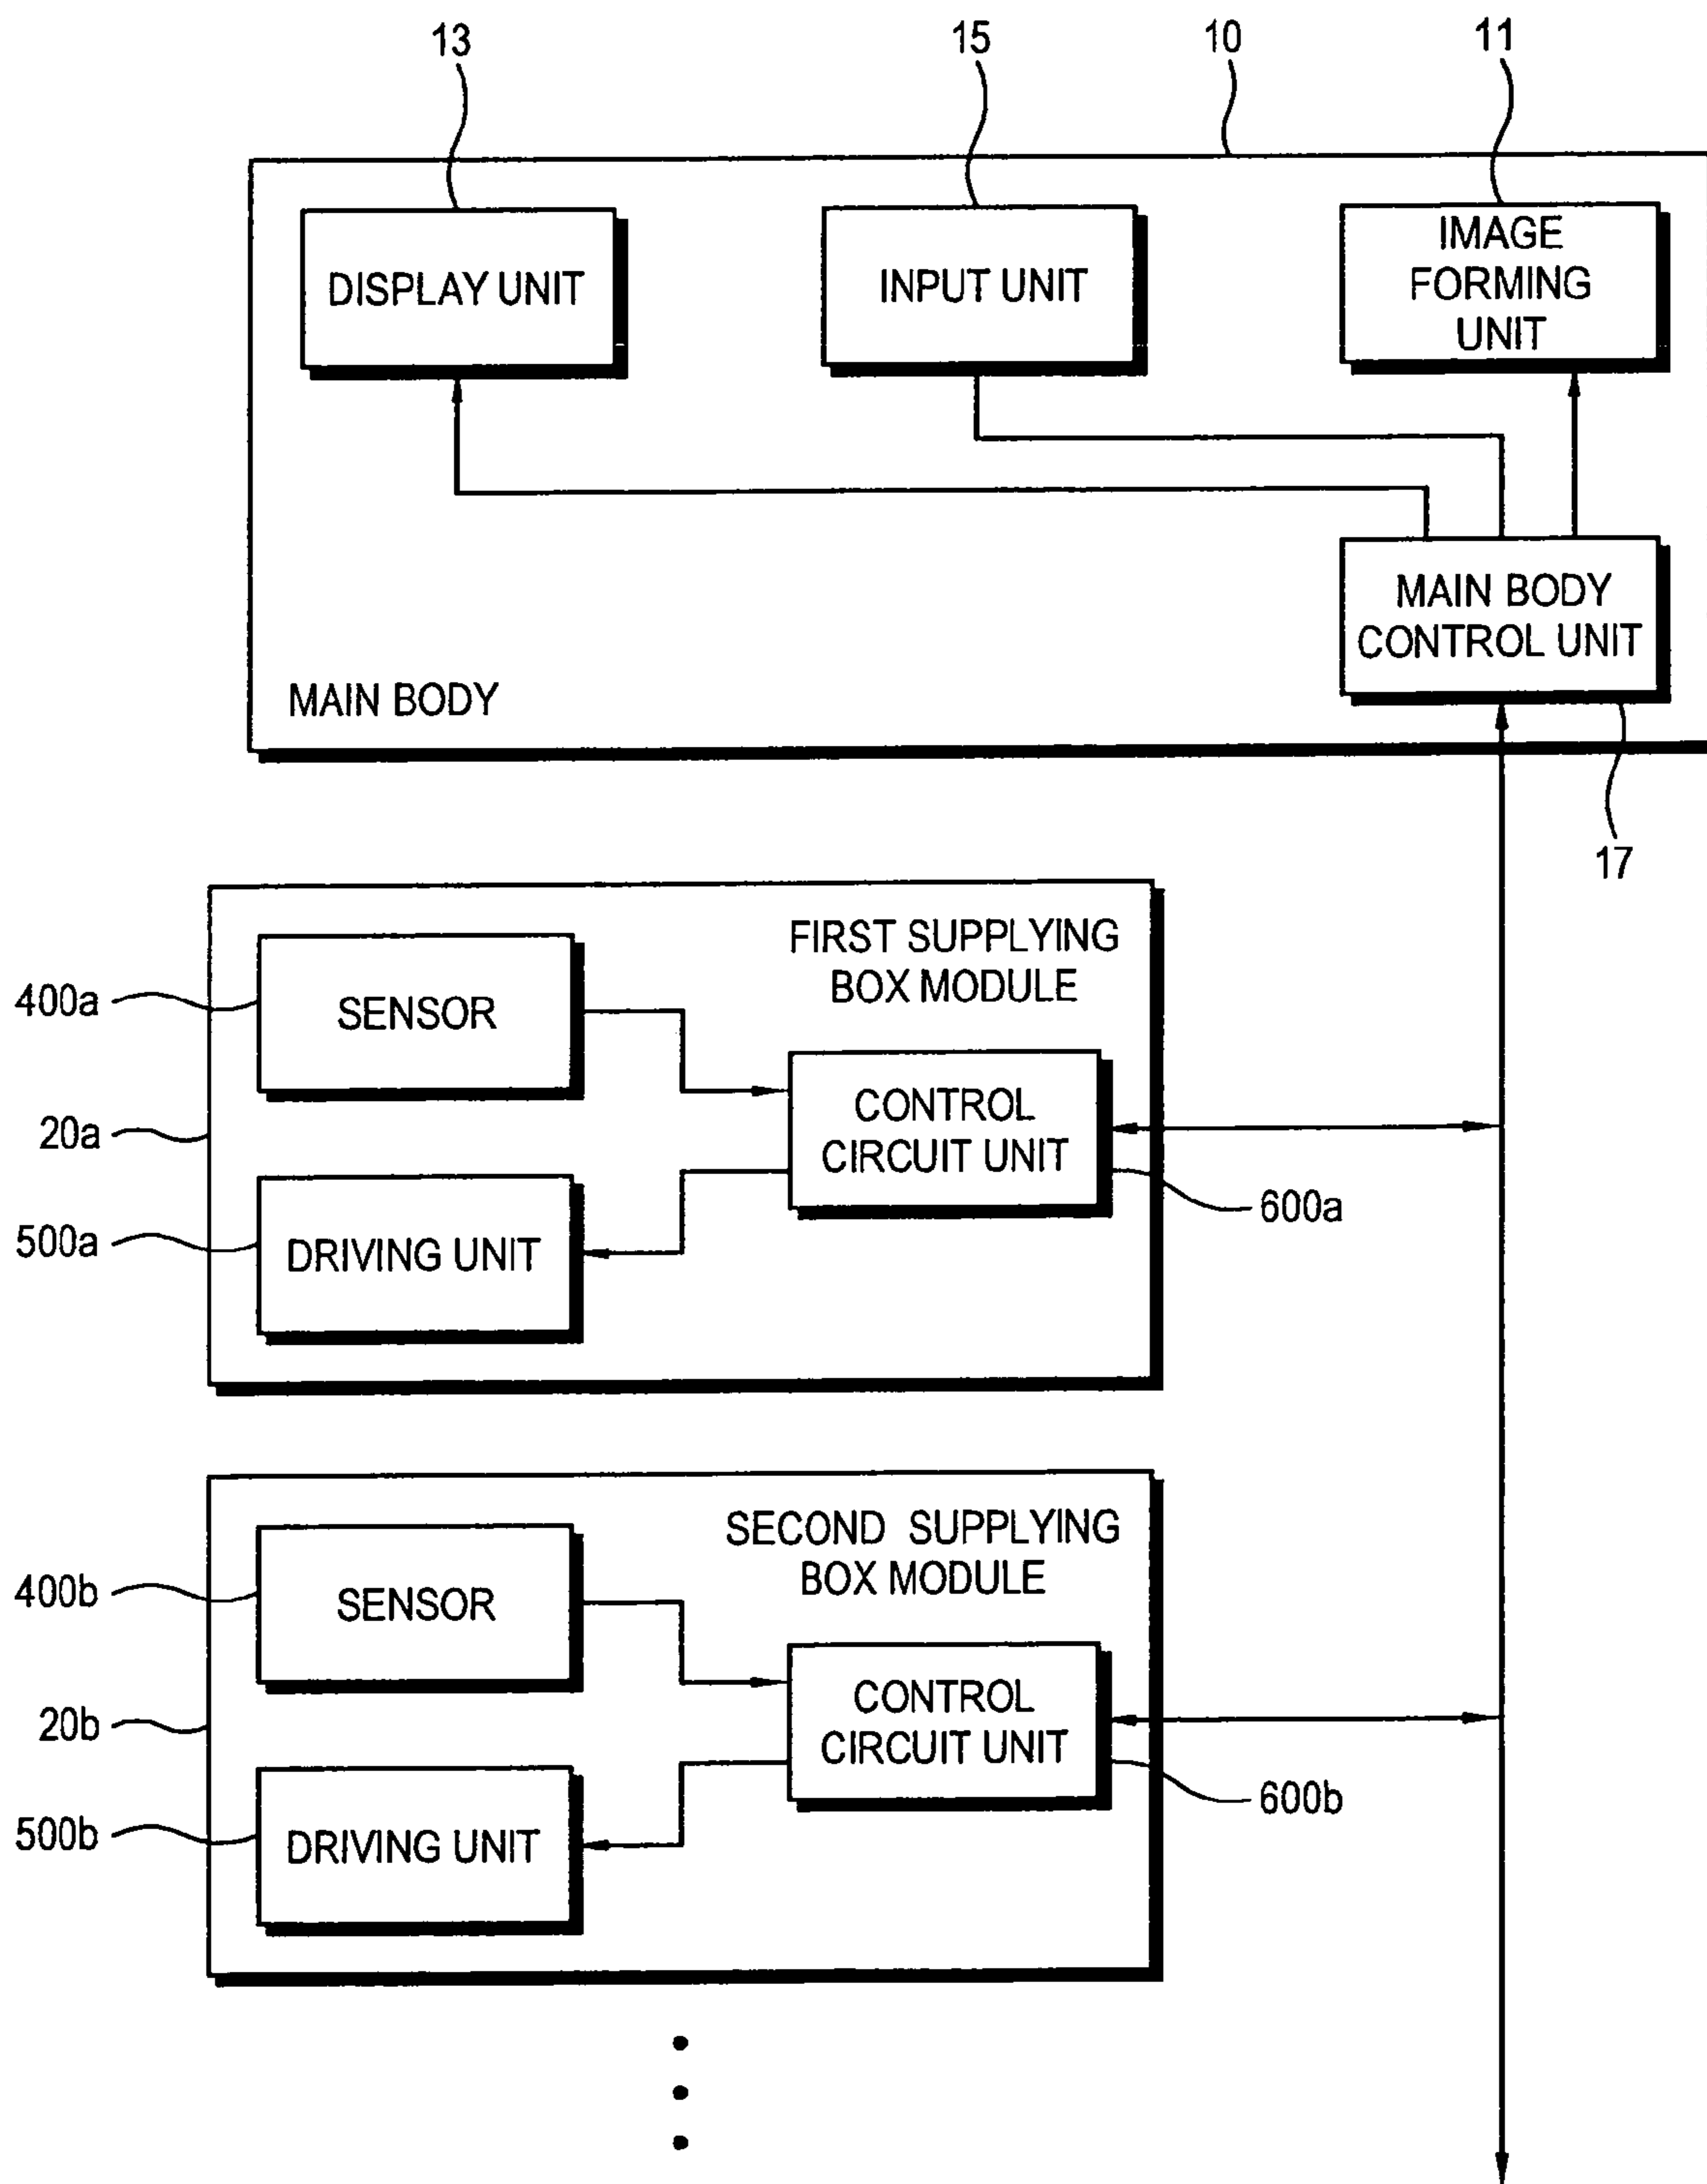 13
15
10
11
DISPLAY UNIT
INPUT UNIT
IMAGE
FORMING
UNIT
MAIN BODY
CONTROL UNIT
MAIN BODY
17
FIRST SUPPLYING
BOX MODULE
400a
SENSOR
CONTROL
CIRCUIT UNIT
20a
600a
500a
DRIVING UNIT
SECOND SUPPLYING
BOX MODULE
400b
SENSOR
CONTROL
CIRCUIT UNIT
20b
600b
500b
DRIVING UNIT